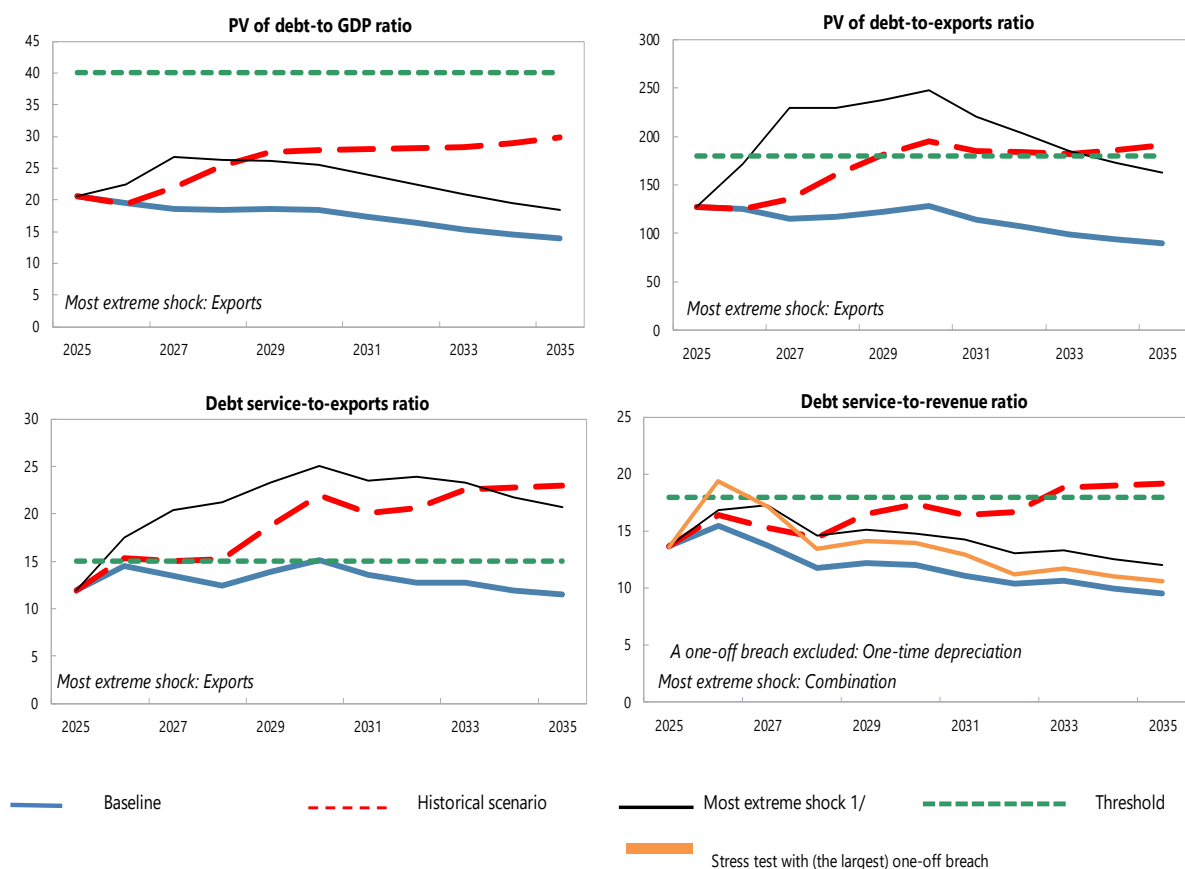 PV of debt-to GDP ratio
45
40
35
30
25
20
15
10
5
0
Most extreme shock: Exports
2025 2027 2029 2031 2033 2035
PV of debt-to-exports ratio
300
250
200
150
100
50
0
Most extreme shock: Exports
2025 2027 2029 2031 2033 2035
Debt service-to-exports ratio
30
25
20
15
10
5
0
Most extreme shock: Exports
2025 2027 2029 2031 2033 2035
Debt service-to-revenue ratio
25
20
15
10
5
0
A one-off breach excluded: One-time depreciation
Most extreme shock: Combination
2025 2027 2029 2031 2033 2035
Baseline Historical scenario Most extreme shock 1/ Threshold
Stress test with (the largest) one-off breach